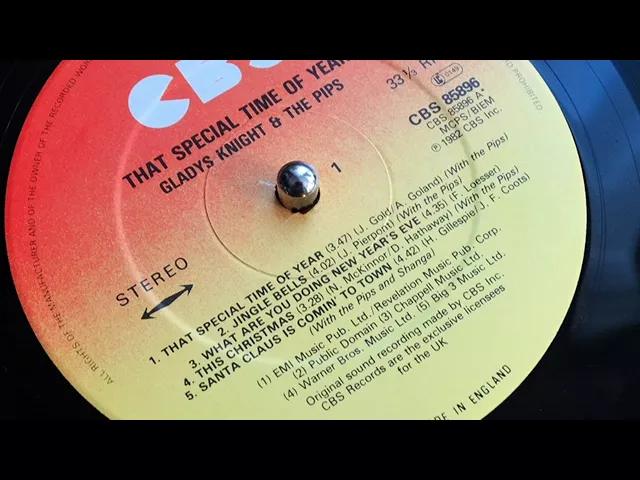 CBS
THAT SPECIAL TIME OF YEAR
GLADYS KNIGHT & THE PIPS
33 1/3
CBS 85896
CBS 85896 A
MCPS/BIEM
℗ 1982 CBS Inc.
1
STEREO
1. THAT SPECIAL TIME OF YEAR (3.47) (J. Gold/A. Goland) (With the Pips)
2. JINGLE BELLS (4.02) (J. Pierpont) (With the Pips)
3. WHAT ARE YOU DOING NEW YEAR'S EVE (4.35) (F. Loesser)
4. THIS CHRISTMAS (3.28) (N. McKinnor/D. Hathaway) (With the Pips)
5. SANTA CLAUS IS COMIN' TO TOWN (4.42) (H. Gillespie/J. F. Coots)
(With the Pips and Shanga)
(1) EMI Music Pub. Ltd./Revelation Music Pub. Corp.
(2) Public Domain (3) Chappell Music Ltd.
(4) Warner Bros. Music Ltd. (5) Big 3 Music Ltd.
Original sound recording made by CBS Inc.
CBS Records are the exclusive licensees
for the UK
ALL RIGHTS OF THE MANUFACTURER AND OF THE OWNER OF THE RECORDED
PROHIBITED
IN ENGLAND